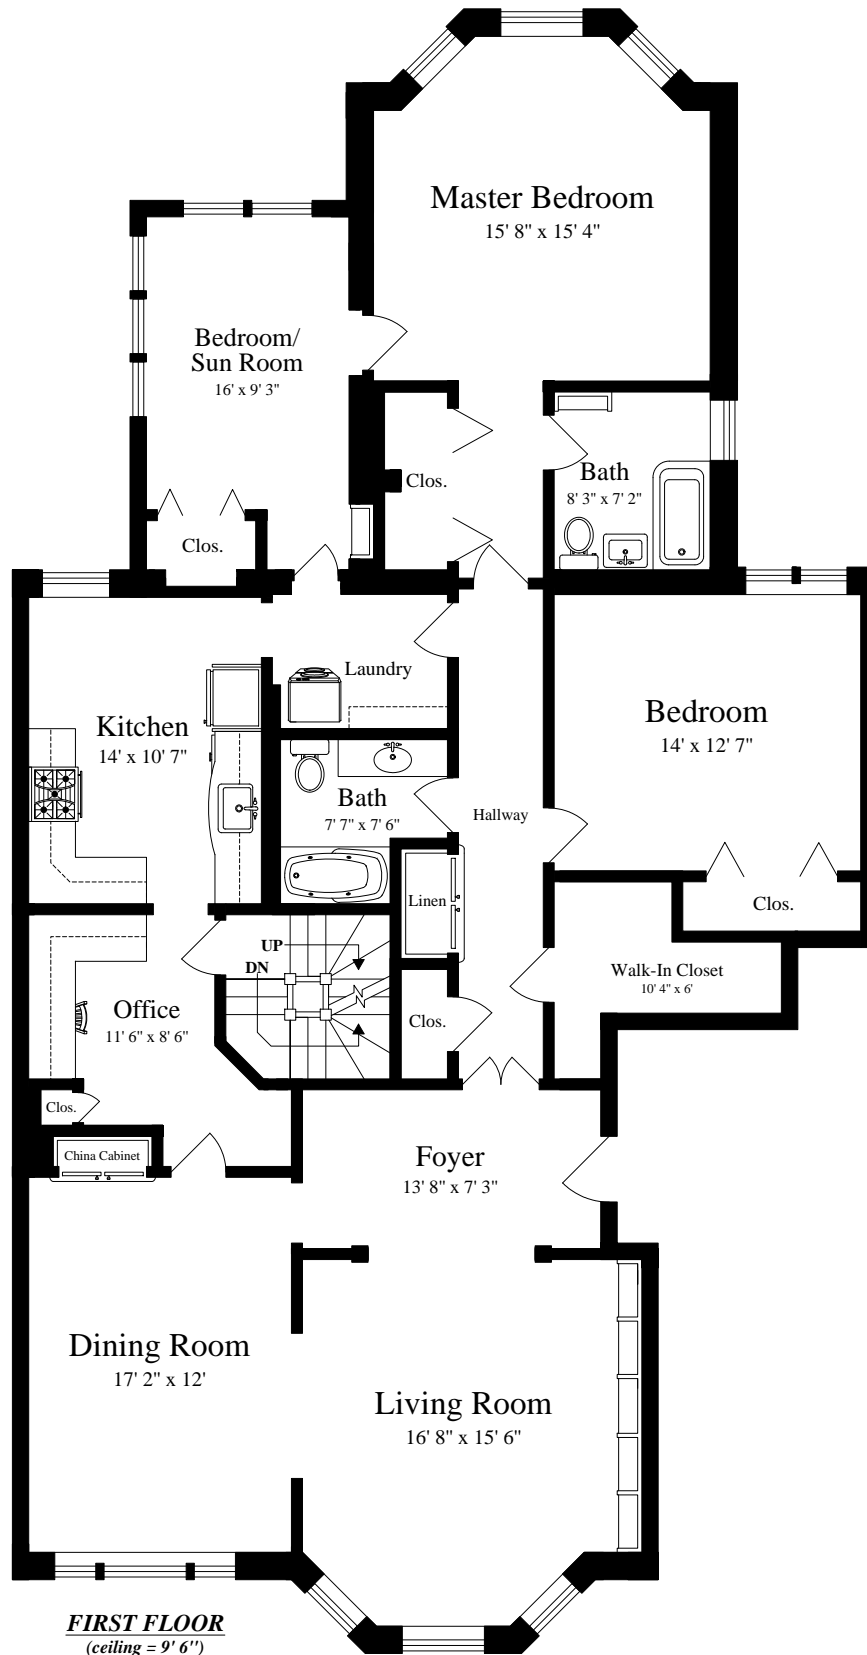 Master Bedroom
15' 8" x 15' 4"
Bedroom/
Sun Room
16' x 9' 3"
Clos.
Bath
8' 3" x 7' 2"
Clos.
Laundry
Kitchen
14' x 10' 7"
Bedroom
14' x 12' 7"
Bath
7' 7" x 7' 6"
Hallway
Linen
Clos.
UP
DN
Walk-In Closet
10' 4" x 6'
Office
11' 6" x 8' 6"
Clos.
Clos.
China Cabinet
Foyer
13' 8" x 7' 3"
Dining Room
17' 2" x 12'
Living Room
16' 8" x 15' 6"
FIRST FLOOR
(ceiling = 9' 6")